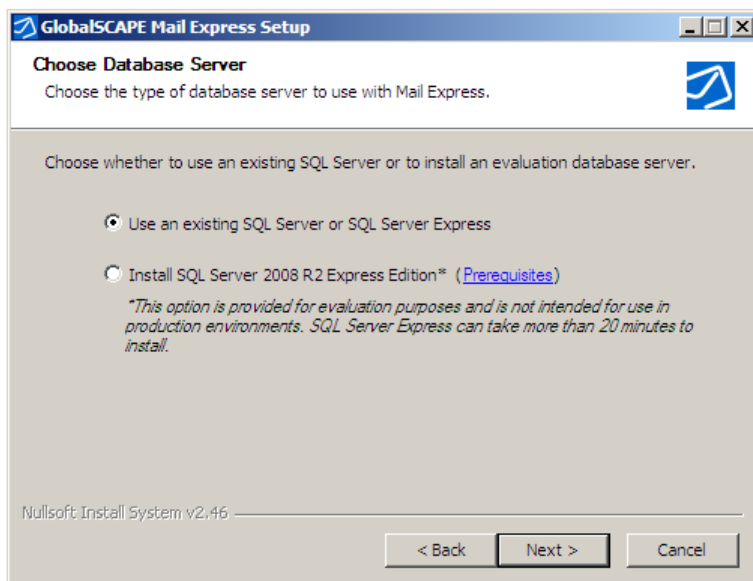 GlobalSCAPE Mail Express Setup
Choose Database Server
Choose the type of database server to use with Mail Express.
Choose whether to use an existing SQL Server or to install an evaluation database server.
Use an existing SQL Server or SQL Server Express
Install SQL Server 2008 R2 Express Edition* (Prerequisites)
*This option is provided for evaluation purposes and is not intended for use in
production environments. SQL Server Express can take more than 20 minutes to
install.
Nullsoft Install System v2.46
< Back Next > Cancel